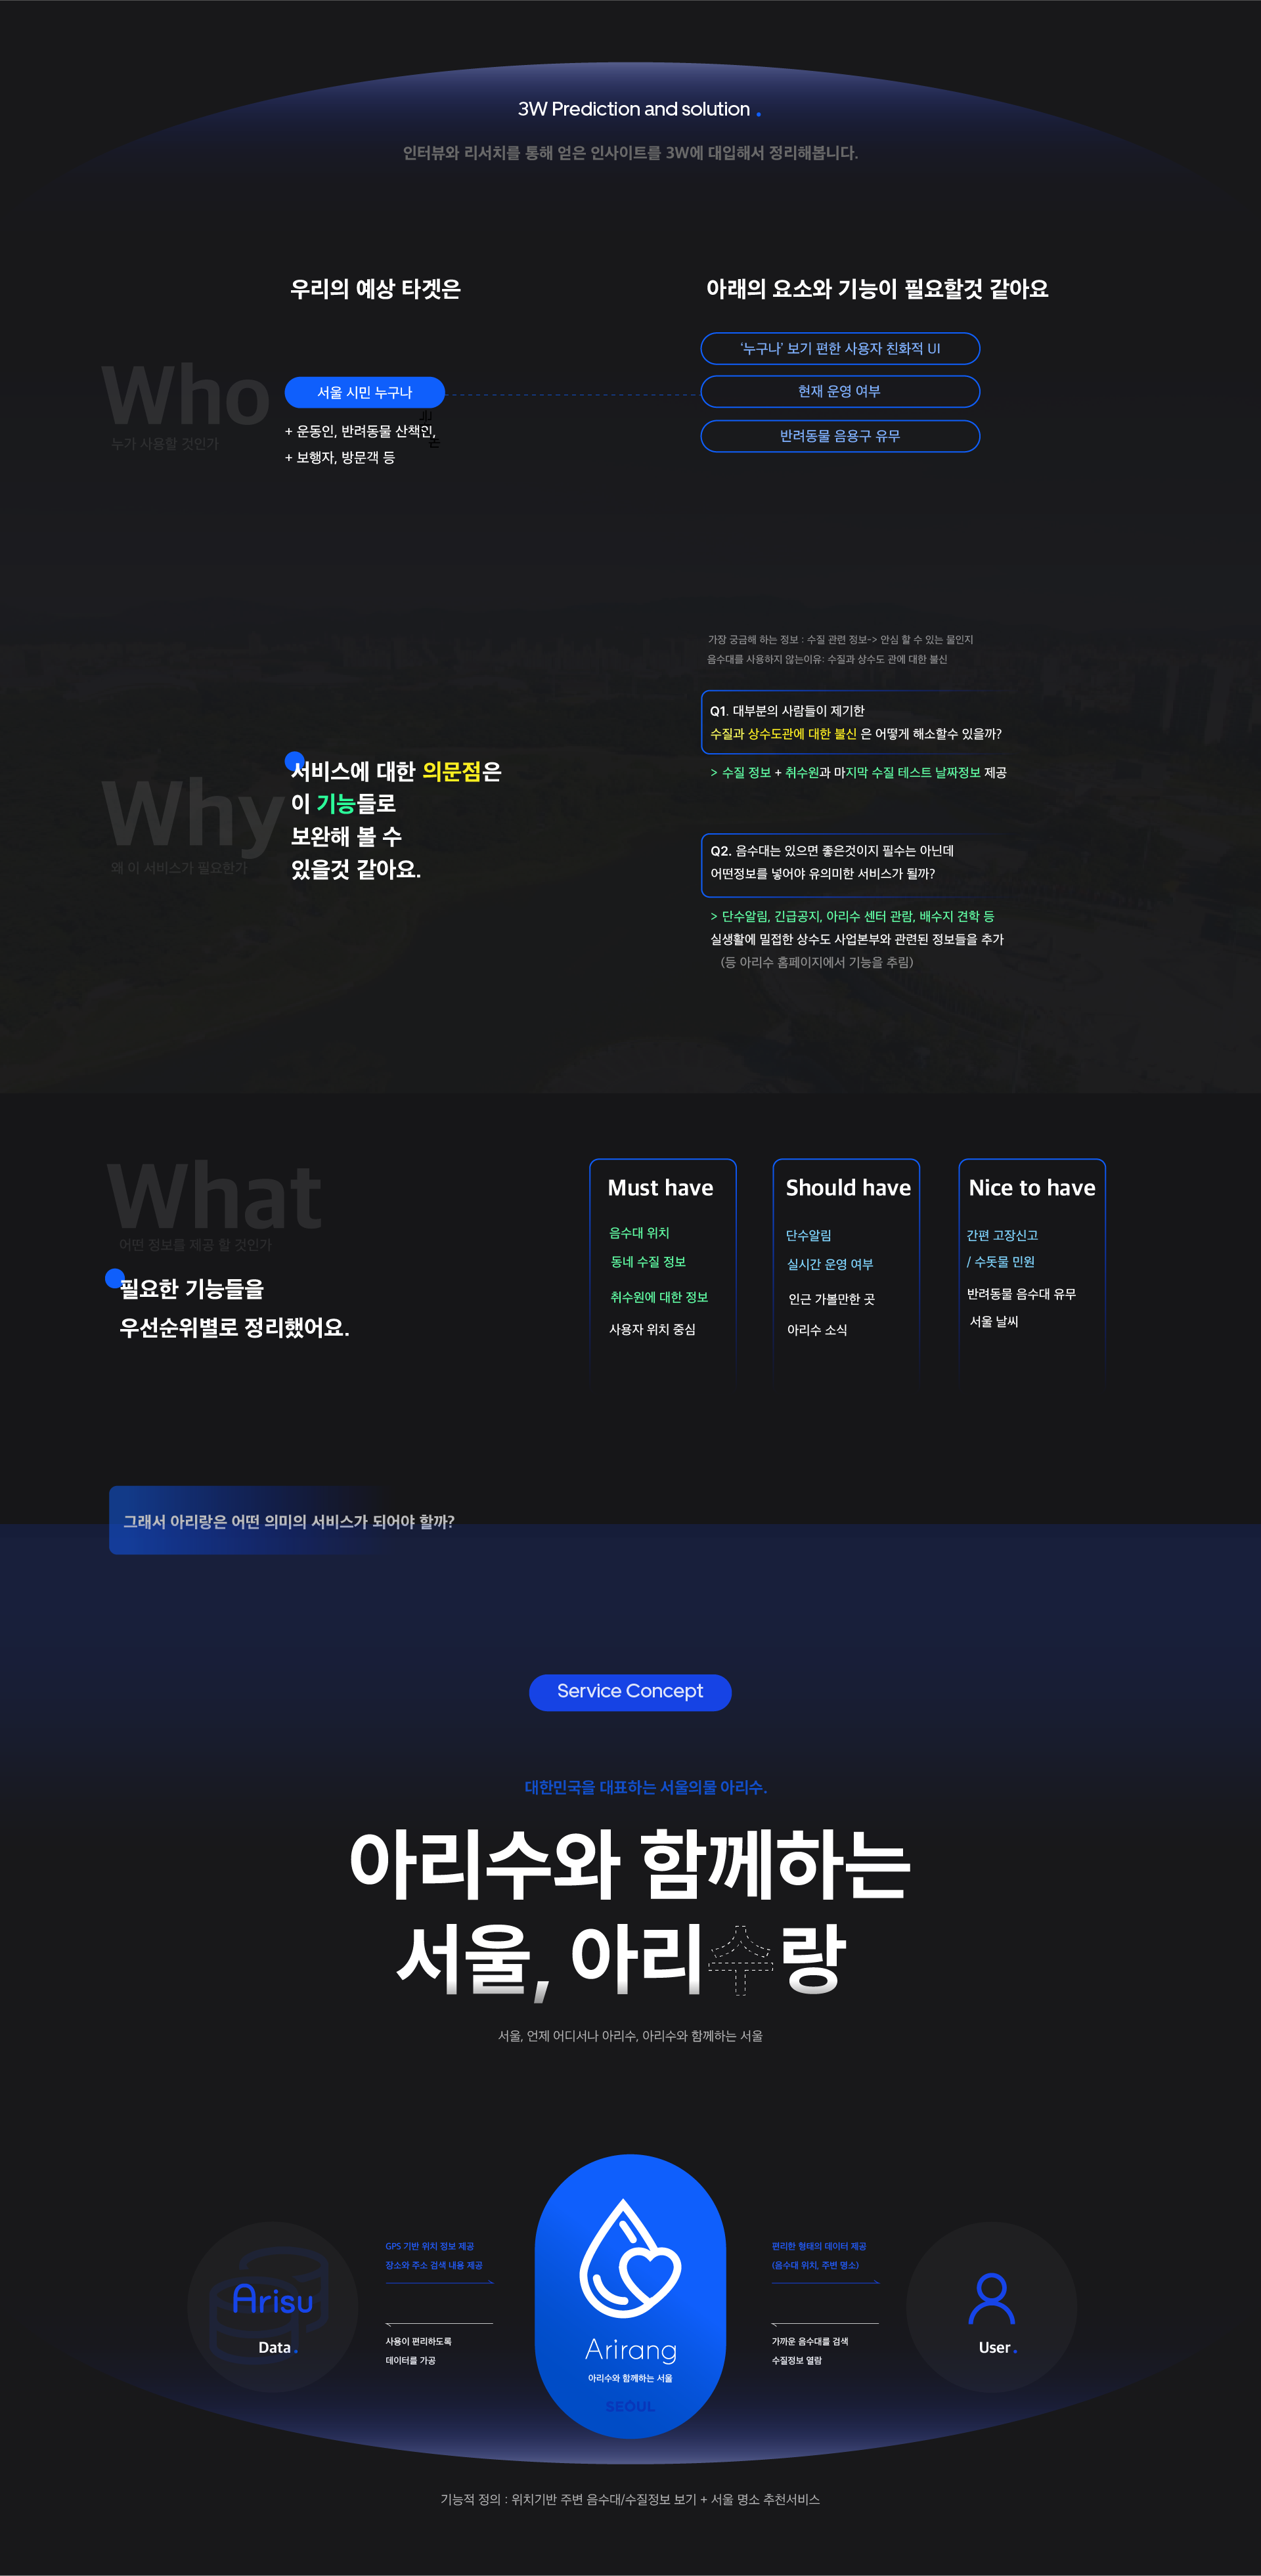 3W Prediction and solution .
인터뷰와 리서치를 통해 얻은 인사이트를 3W에 대입해서 정리해봅니다.
우리의 예상 타겟은
아래의 요소와 기능이 필요할것 같아요
Who
누가 사용할 것인가
서울 시민 누구나
+ 운동인, 반려동물 산책인,
+ 보행자, 방문객 등
‘누구나’ 보기 편한 사용자 친화적 UI
현재 운영 여부
반려동물 음용구 유무
가장 궁금해 하는 정보 : 수질 관련 정보-> 안심 할 수 있는 물인지
음수대를 사용하지 않는이유: 수질과 상수도 관에 대한 불신
Why
왜 이 서비스가 필요한가
서비스에 대한 의문점은
이 기능들로
보완해 볼 수
있을것 같아요.
Q1. 대부분의 사람들이 제기한
수질과 상수도관에 대한 불신 은 어떻게 해소할수 있을까?
> 수질 정보 + 취수원과 마지막 수질 테스트 날짜정보 제공
Q2. 음수대는 있으면 좋은것이지 필수는 아닌데
어떤정보를 넣어야 유의미한 서비스가 될까?
> 단수알림, 긴급공지, 아리수 센터 관람, 배수지 견학 등
실생활에 밀접한 상수도 사업본부와 관련된 정보들을 추가
(등 아리수 홈페이지에서 기능을 추림)
What
어떤 정보를 제공 할 것인가
필요한 기능들을
우선순위별로 정리했어요.
Must have
음수대 위치
동네 수질 정보
취수원에 대한 정보
사용자 위치 중심
Should have
단수알림
실시간 운영 여부
인근 가볼만한 곳
아리수 소식
Nice to have
간편 고장신고
/ 수돗물 민원
반려동물 음수대 유무
서울 날씨
그래서 아리랑은 어떤 의미의 서비스가 되어야 할까?
Service Concept
대한민국을 대표하는 서울의물 아리수.
아리수와 함께하는
서울, 아리수랑
서울, 언제 어디서나 아리수, 아리수와 함께하는 서울
Arisu
Data.
GPS 기반 위치 정보 제공
장소와 주소 검색 내용 제공
사용이 편리하도록
데이터를 가공
Arirang
아리수와 함께하는 서울
SEOUL
편리한 형태의 데이터 제공
(음수대 위치, 주변 명소)
가까운 음수대를 검색
수질정보 열람
User.
기능적 정의 : 위치기반 주변 음수대/수질정보 보기 + 서울 명소 추천서비스